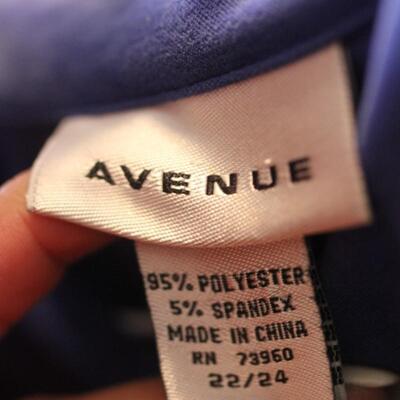 AVENUE
95% POLYESTER
5% SPANDEX
MADE IN CHINA
RN 73960
22/24